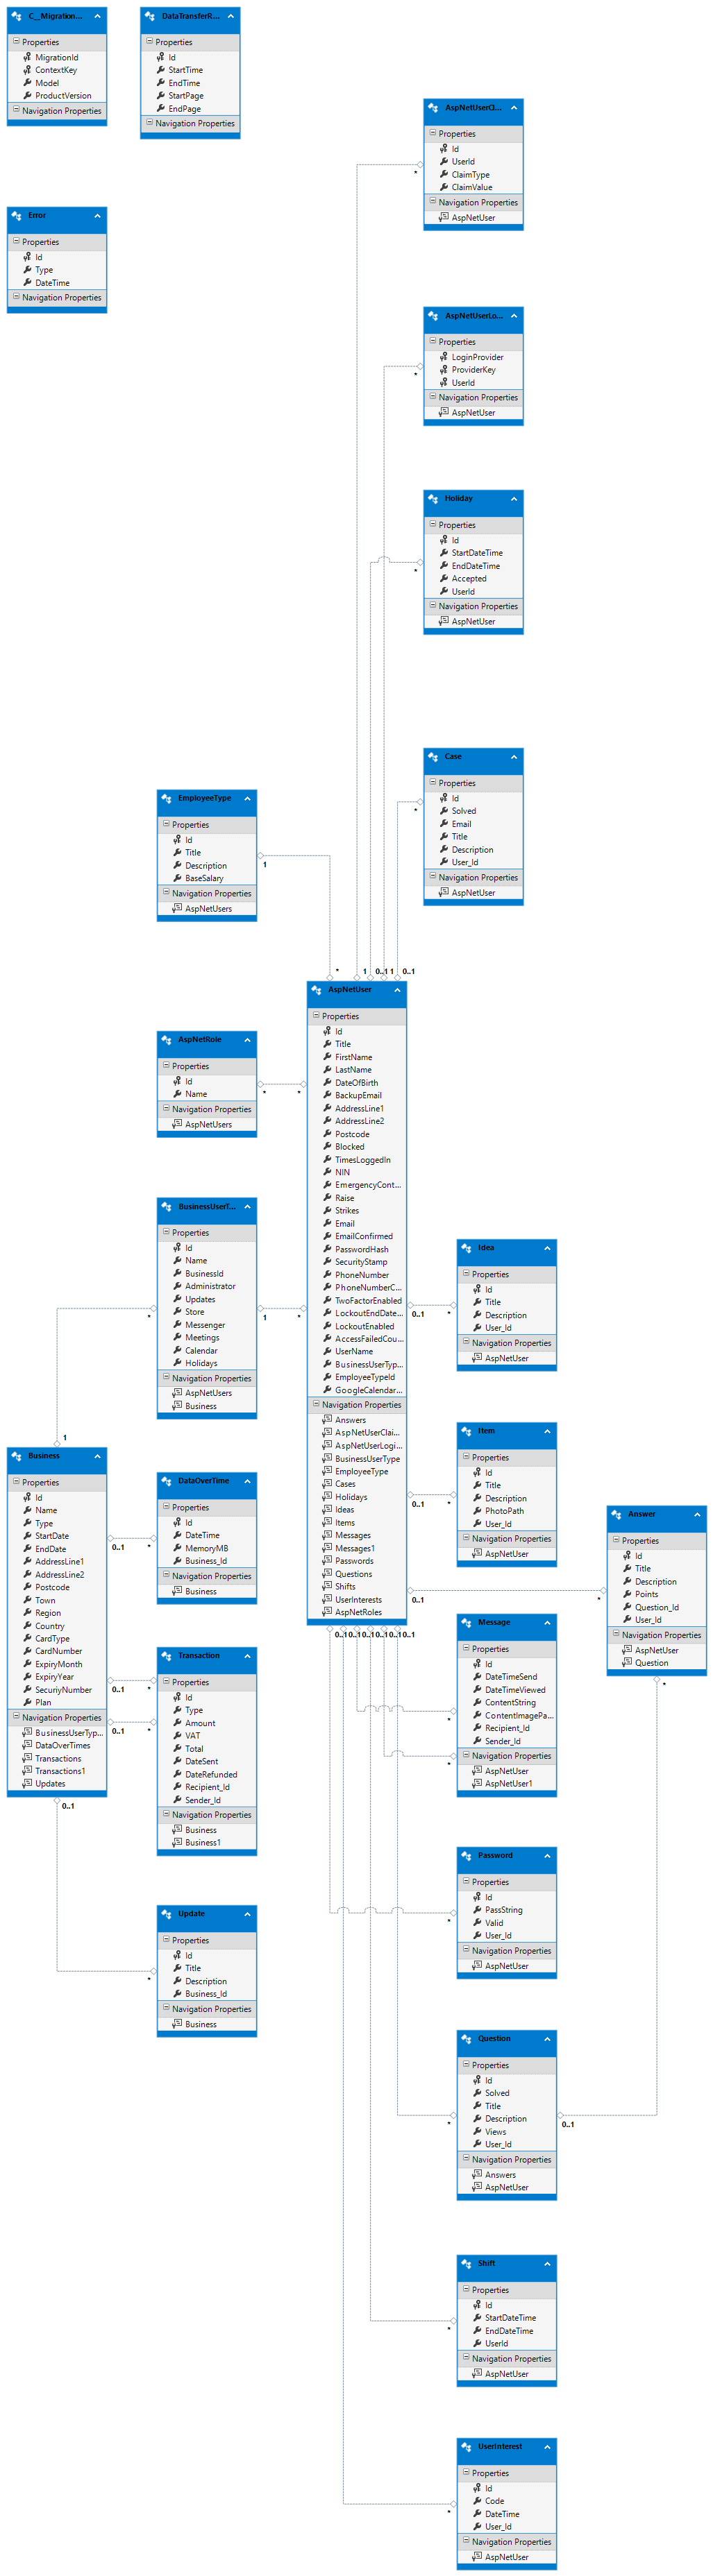 C__Migration...
Properties
MigrationId
ContextKey
Model
ProductVersion
Navigation Properties
DataTransferR...
Properties
Id
StartTime
EndTime
StartPage
EndPage
Navigation Properties
AspNetUserCl...
Properties
Id
UserId
ClaimType
ClaimValue
Navigation Properties
AspNetUser
*
Error
Properties
Id
Type
DateTime
Navigation Properties
AspNetUserLo...
Properties
LoginProvider
ProviderKey
UserId
Navigation Properties
AspNetUser
*
Holiday
Properties
Id
StartDateTime
EndDateTime
Accepted
UserId
Navigation Properties
AspNetUser
*
Case
Properties
Id
Solved
Email
Title
Description
User_Id
Navigation Properties
AspNetUser
*
EmployeeType
Properties
Id
Title
Description
BaseSalary
Navigation Properties
AspNetUsers
1
* 1 0..1 1 0..1
AspNetUser
Properties
Id
Title
FirstName
LastName
DateOfBirth
BackupEmail
AddressLine1
AddressLine2
Postcode
Blocked
TimesLoggedIn
NIN
EmergencyCont...
Raise
Strikes
Email
EmailConfirmed
PasswordHash
SecurityStamp
PhoneNumber
PhoneNumberC...
TwoFactorEnabled
LockoutEndDate...
LockoutEnabled
AccessFailedCou...
UserName
BusinessUserTyp...
EmployeeTypeId
GoogleCalendar...
Navigation Properties
Answers
AspNetUserClai...
AspNetUserLogi...
BusinessUserType
EmployeeType
Cases
Holidays
Ideas
Items
Messages
Messages1
Passwords
Questions
Shifts
UserInterests
AspNetRoles
0..1 0..1 0..1 0..1 0..1 0..1
AspNetRole
Properties
Id
Name
Navigation Properties
AspNetUsers
* *
BusinessUserT...
Properties
Id
Name
BusinessId
Administrator
Updates
Store
Messenger
Meetings
Calendar
Holidays
Navigation Properties
AspNetUsers
Business
* 1 *
1
Business
Properties
Id
Name
Type
StartDate
EndDate
AddressLine1
AddressLine2
Postcode
Town
Region
Country
CardType
CardNumber
ExpiryMonth
ExpiryYear
SecuriyNumber
Plan
Navigation Properties
BusinessUserTyp...
DataOverTimes
Transactions
Transactions1
Updates
0..1
DataOverTime
Properties
Id
DateTime
MemoryMB
Business_Id
Navigation Properties
Business
0..1 *
Transaction
Properties
Id
Type
Amount
VAT
Total
DateSent
DateRefunded
Recipient_Id
Sender_Id
Navigation Properties
Business
Business1
0..1 *
0..1 *
Update
Properties
Id
Title
Description
Business_Id
Navigation Properties
Business
*
Idea
Properties
Id
Title
Description
User_Id
Navigation Properties
AspNetUser
0..1 *
Item
Properties
Id
Title
Description
PhotoPath
User_Id
Navigation Properties
AspNetUser
0..1 *
Answer
Properties
Id
Title
Description
Points
Question_Id
User_Id
Navigation Properties
AspNetUser
Question
0..1 *
*
Message
Properties
Id
DateTimeSend
DateTimeViewed
ContentString
ContentImagePa...
Recipient_Id
Sender_Id
Navigation Properties
AspNetUser
AspNetUser1
*
*
Password
Properties
Id
PassString
Valid
User_Id
Navigation Properties
AspNetUser
*
Question
Properties
Id
Solved
Title
Description
Views
User_Id
Navigation Properties
Answers
AspNetUser
* 0..1
Shift
Properties
Id
StartDateTime
EndDateTime
UserId
Navigation Properties
AspNetUser
*
UserInterest
Properties
Id
Code
DateTime
User_Id
Navigation Properties
AspNetUser
*